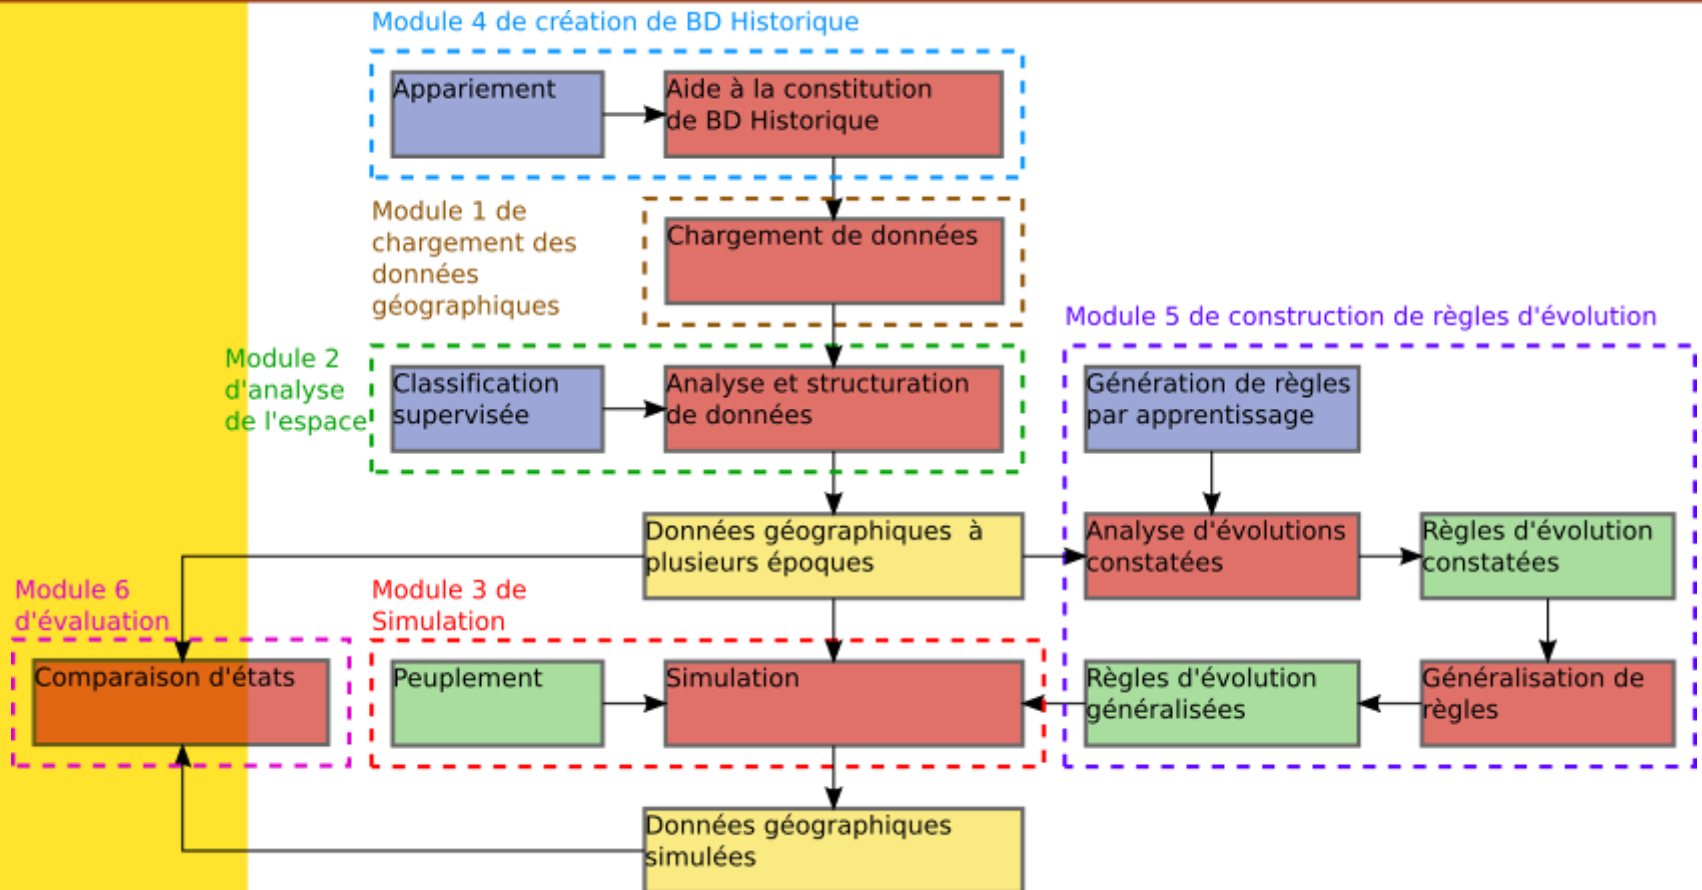 Module 4 de création de BD Historique
Appariement
Aide à la constitution
de BD Historique
Module 1 de
chargement des
données
géographiques
Chargement de données
Module 5 de construction de règles d'évolution
Module 2
d'analyse
de l'espace
Classification
supervisée
Analyse et structuration
de données
Génération de règles
par apprentissage
Données géographiques  à
plusieurs époques
Analyse d'évolutions
constatées
Règles d'évolution
constatées
Module 6
d'évaluation
Module 3 de
Simulation
Comparaison d'états
Peuplement
Simulation
Règles d'évolution
généralisées
Généralisation de
règles
Données géographiques
simulées